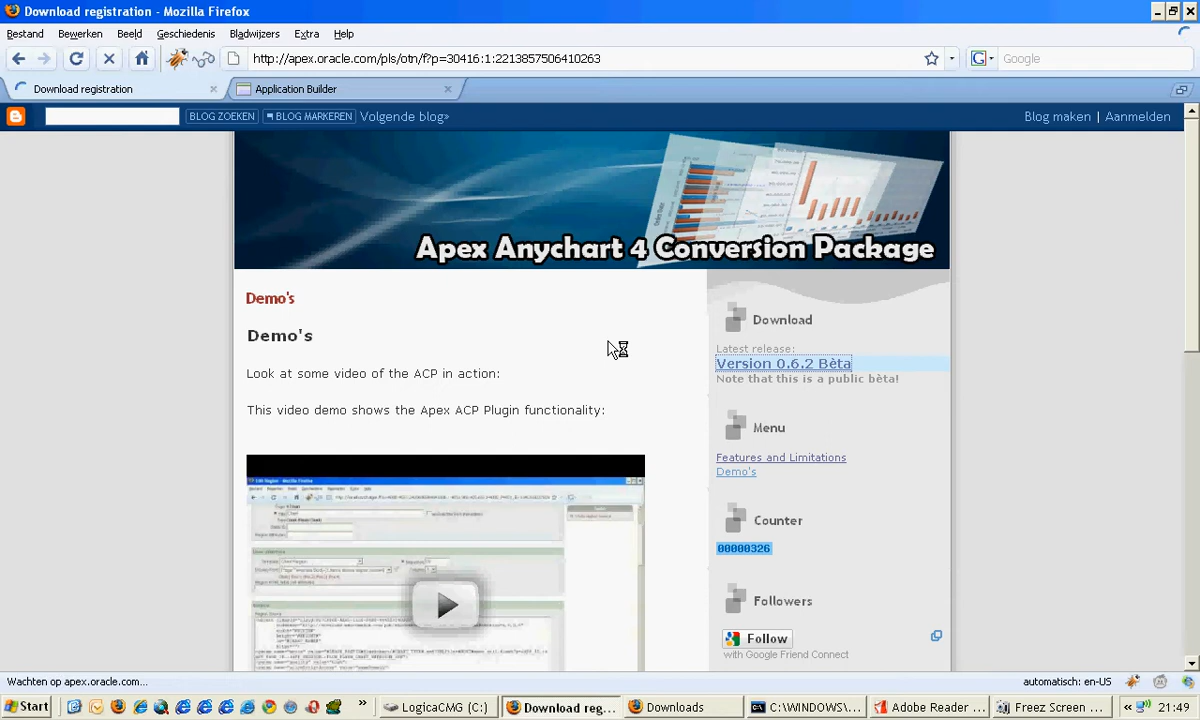 Download registration - Mozilla Firefox
Bestand Bewerken Beeld Geschiedenis Bladwijzers Extra Help
http://apex.oracle.com/pls/otn/f?p=30416:1:2213857506410263
Google
Download registration
Application Builder
BLOG ZOEKEN BLOG MARKEREN Volgende blog» Blog maken | Aanmelden
Apex Anychart 4 Conversion Package
Demo's
Demo's
Look at some video of the ACP in action:
This video demo shows the Apex ACP Plugin functionality:
Download
Latest release:
Version 0.6.2 Bèta
Note that this is a public bèta!
Menu
Features and Limitations
Demo's
Counter
00000326
Followers
Follow
with Google Friend Connect
Wachten op apex.oracle.com...
automatisch: en-US
Start » LogicaCMG (C:) Download reg... Downloads C:\WINDOWS\... Adobe Reader ... Freez Screen ... « 21:49